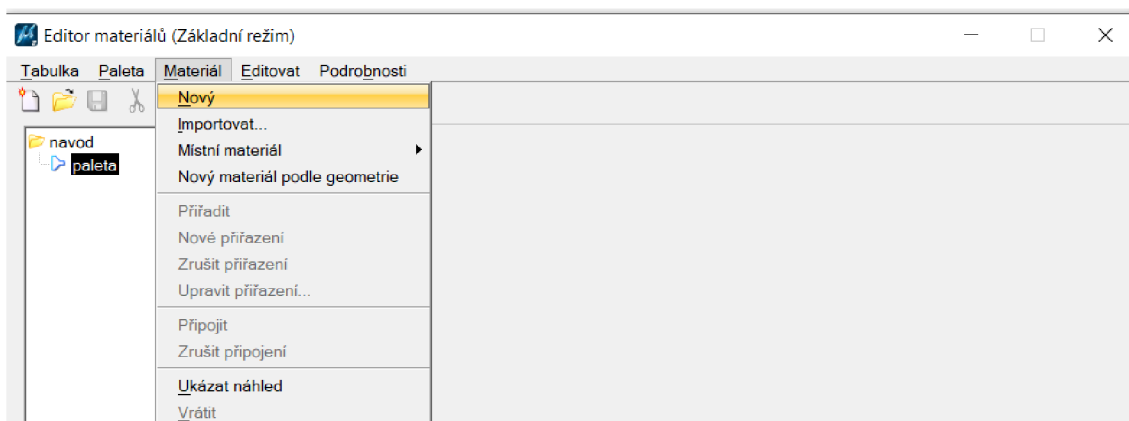 Editor materiálů (Základní režim)
Tabulka Paleta Materiál Editovat Podrobnosti
navod
paleta
Nový
Importovat...
Místní materiál
Nový materiál podle geometrie
Přiřadit
Nové přiřazení
Zrušit přiřazení
Upravit přiřazení...
Připojit
Zrušit připojení
Ukázat náhled
Vrátit